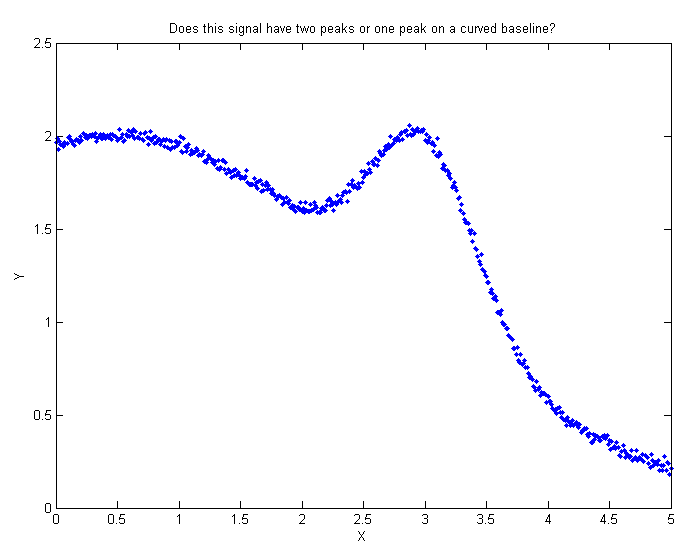 Does this signal have two peaks or one peak on a curved baseline?
2.5
2
1.5
1
0.5
0
Y
0 0.5 1 1.5 2 2.5 3 3.5 4 4.5 5
X